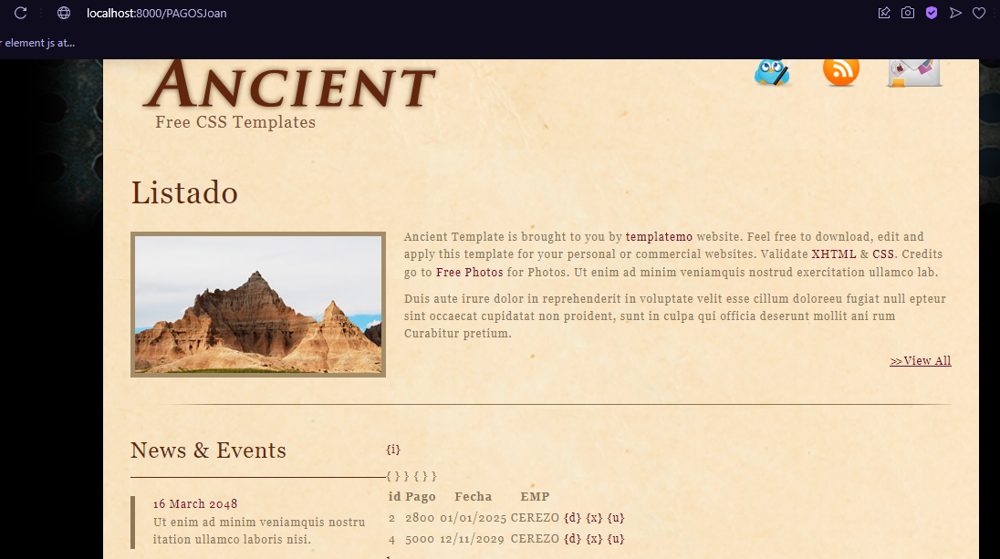 localhost:8000/PAGOSJoan
element js at...
ANCIENT
Free CSS Templates
Listado
Ancient Template is brought to you by templatemo website. Feel free to download, edit and
apply this template for your personal or commercial websites. Validate XHTML & CSS. Credits
go to Free Photos for Photos. Ut enim ad minim veniamquis nostrud exercitation ullamco lab.
Duis aute irure dolor in reprehenderit in voluptate velit esse cillum doloreeu fugiat null epteur
sint occaecat cupidatat non proident, sunt in culpa qui officia deserunt mollit ani rum
Curabitur pretium.
>>View All
News & Events
16 March 2048
Ut enim ad minim veniamquis nostru
itation ullamco laboris nisi.
{i}
{ } } { } }
id Pago Fecha EMP
2 2800 01/01/2025 CEREZO {d} {x} {u}
4 5000 12/11/2029 CEREZO {d} {x} {u}